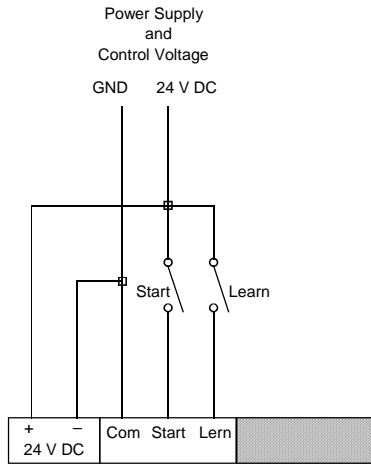 Power Supply
and
Control Voltage
GND 24 V DC
Start Learn
+ – Com Start Lern
24 V DC